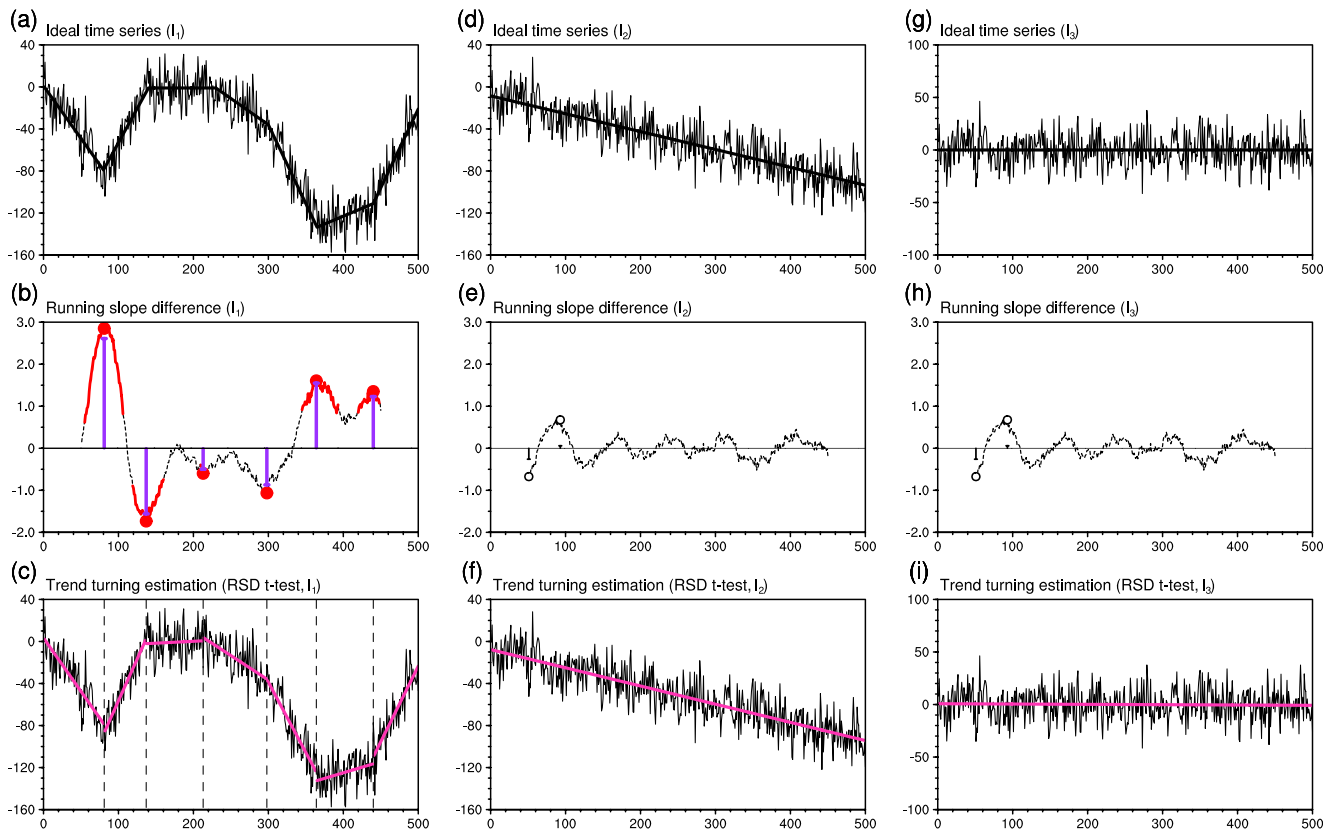 (a) Ideal time series (I₁)
40
0
-40
-80
-120
-160
0 100 200 300 400 500
(d) Ideal time series (I₂)
40
0
-40
-80
-120
-160
0 100 200 300 400 500
(g) Ideal time series (I₃)
100
50
0
-50
-100
0 100 200 300 400 500
(b) Running slope difference (I₁)
3.0
2.0
1.0
0
-1.0
-2.0
0 100 200 300 400 500
(e) Running slope difference (I₂)
3.0
2.0
1.0
0
-1.0
-2.0
0 100 200 300 400 500
(h) Running slope difference (I₃)
3.0
2.0
1.0
0
-1.0
-2.0
0 100 200 300 400 500
(c) Trend turning estimation (RSD t-test, I₁)
40
0
-40
-80
-120
-160
0 100 200 300 400 500
(f) Trend turning estimation (RSD t-test, I₂)
40
0
-40
-80
-120
-160
0 100 200 300 400 500
(i) Trend turning estimation (RSD t-test, I₃)
100
50
0
-50
-100
0 100 200 300 400 500